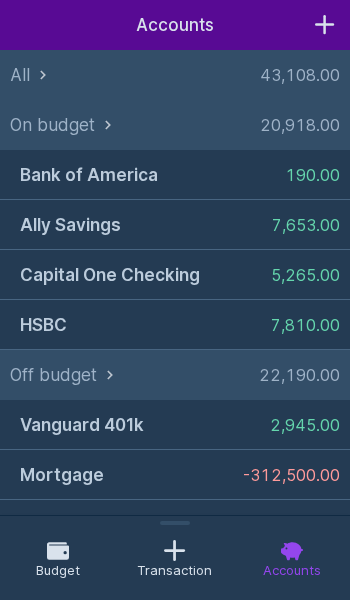 Accounts
All 43,108.00
On budget 20,918.00
Bank of America 190.00
Ally Savings 7,653.00
Capital One Checking 5,265.00
HSBC 7,810.00
Off budget 22,190.00
Vanguard 401k 2,945.00
Mortgage -312,500.00
Budget Transaction Accounts